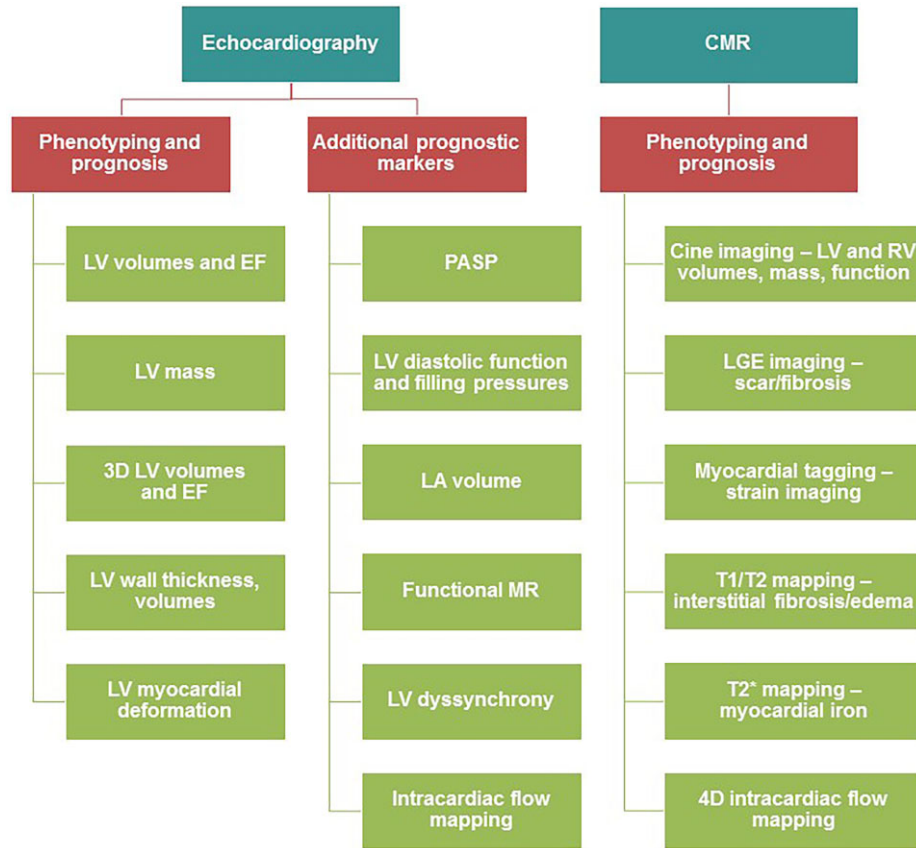 Echocardiography
Phenotyping and
prognosis
LV volumes and EF
LV mass
3D LV volumes
and EF
LV wall thickness,
volumes
LV myocardial
deformation
Additional prognostic
markers
PASP
LV diastolic function
and filling pressures
LA volume
Functional MR
LV dyssynchrony
Intracardiac flow
mapping
CMR
Phenotyping and
prognosis
Cine imaging – LV and RV
volumes, mass, function
LGE imaging –
scar/fibrosis
Myocardial tagging –
strain imaging
T1/T2 mapping –
interstitial fibrosis/edema
T2* mapping –
myocardial iron
4D intracardiac flow
mapping